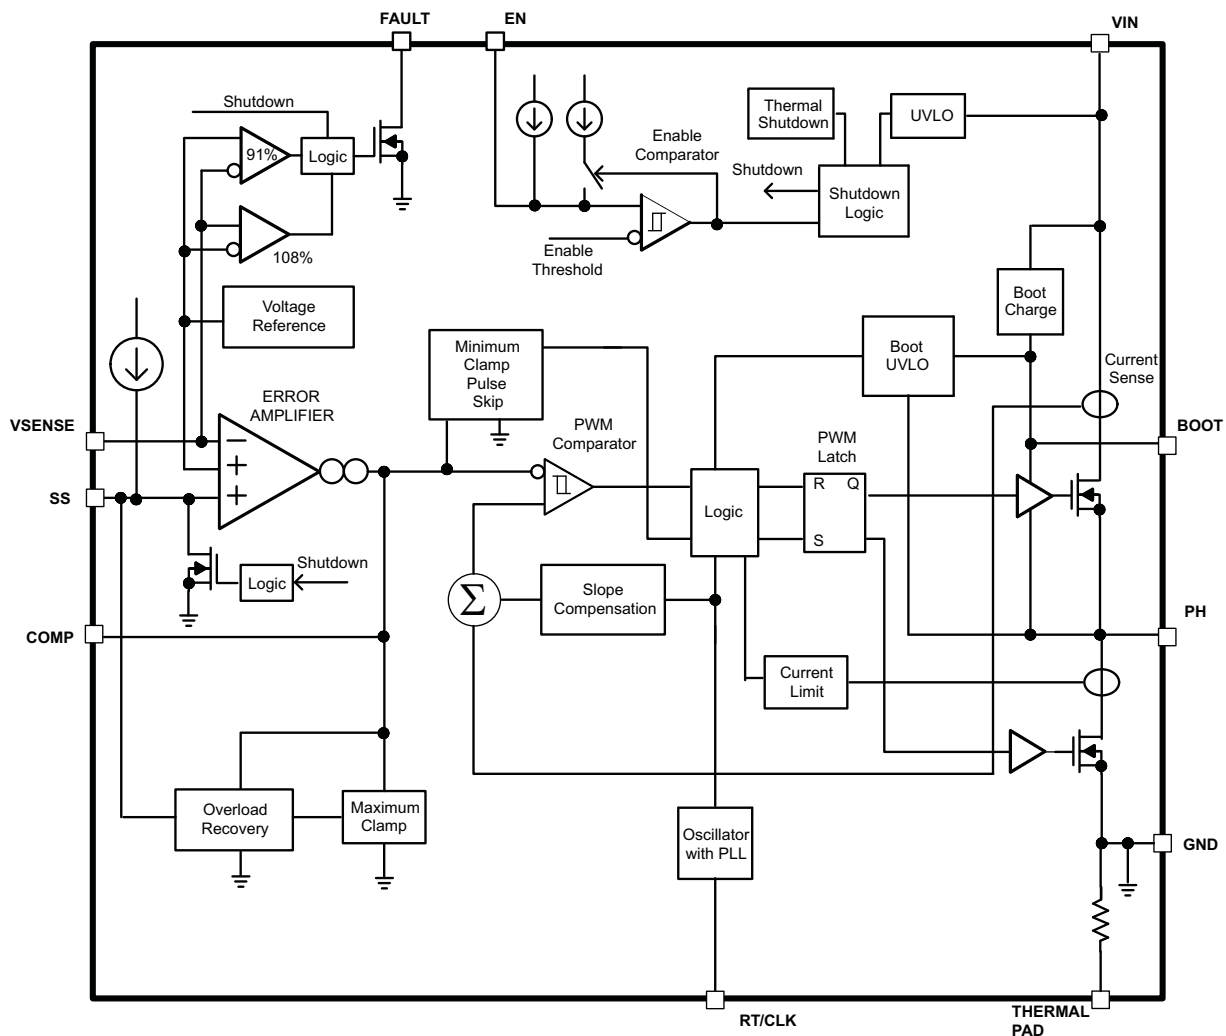 FAULT
EN
VIN
Shutdown
91%
Logic
108%
Voltage
Reference
Enable
Comparator
Enable
Threshold
Thermal
Shutdown
UVLO
Shutdown
Shutdown
Logic
Boot
Charge
Boot
UVLO
Current
Sense
Minimum
Clamp
Pulse
Skip
ERROR
AMPLIFIER
VSENSE
SS
−
+
+
PWM
Comparator
PWM
Latch
BOOT
Logic
R
Q
S
Shutdown
Logic
Σ
Slope
Compensation
COMP
PH
Current
Limit
Overload
Recovery
Maximum
Clamp
Oscillator
with PLL
GND
RT/CLK
THERMAL
PAD